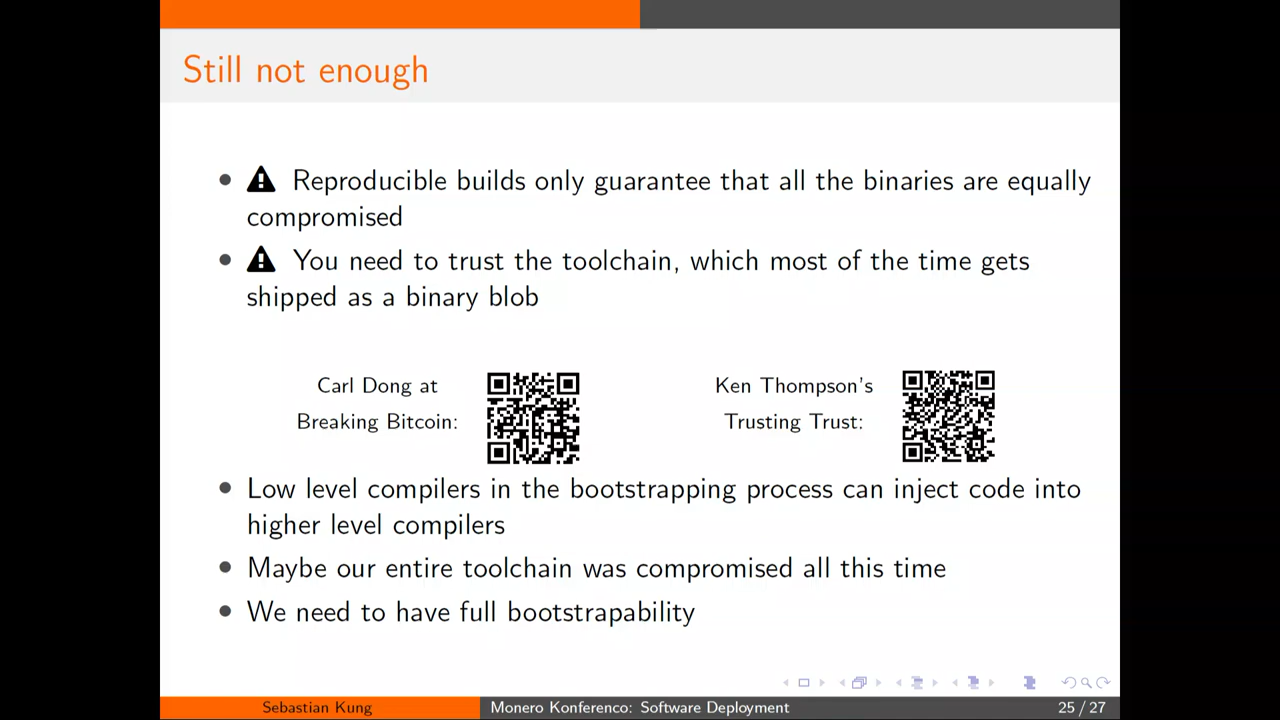 Still not enough
Reproducible builds only guarantee that all the binaries are equally
compromised
You need to trust the toolchain, which most of the time gets
shipped as a binary blob
Carl Dong at
Breaking Bitcoin:
Ken Thompson's
Trusting Trust:
Low level compilers in the bootstrapping process can inject code into
higher level compilers
Maybe our entire toolchain was compromised all this time
We need to have full bootstrapability
Sebastian Kung
Monero Konferenco: Software Deployment
25 / 27